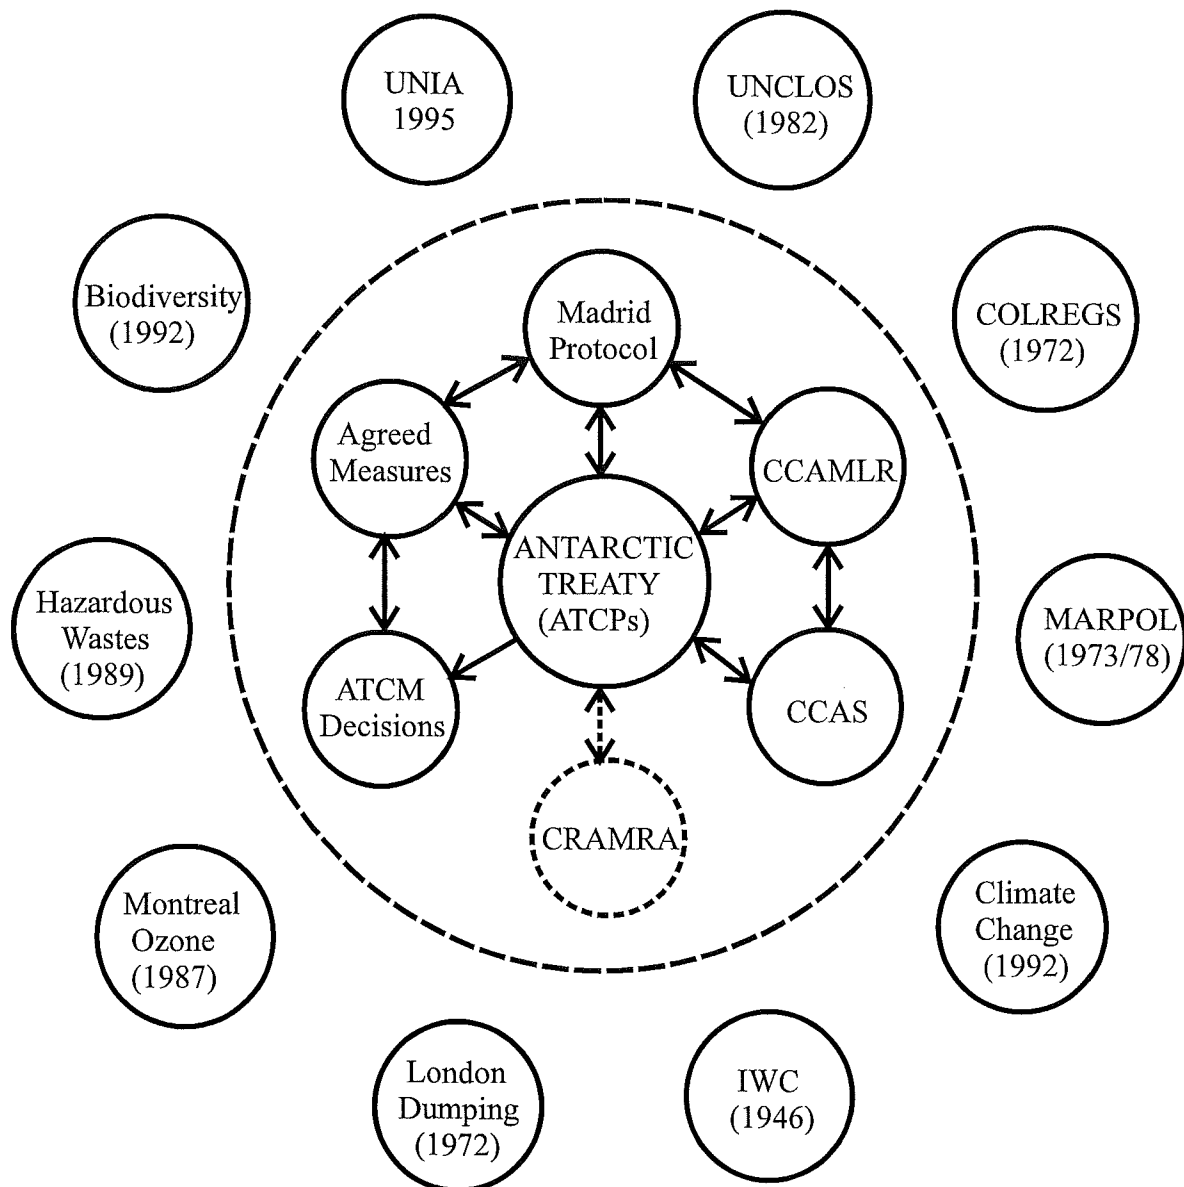 UNIA
1995
UNCLOS
(1982)
Biodiversity
(1992)
COLREGS
(1972)
Madrid
Protocol
Agreed
Measures
CCAMLR
ANTARCTIC
TREATY
(ATCPs)
Hazardous
Wastes
(1989)
MARPOL
(1973/78)
ATCM
Decisions
CCAS
CRAMRA
Montreal
Ozone
(1987)
Climate
Change
(1992)
London
Dumping
(1972)
IWC
(1946)